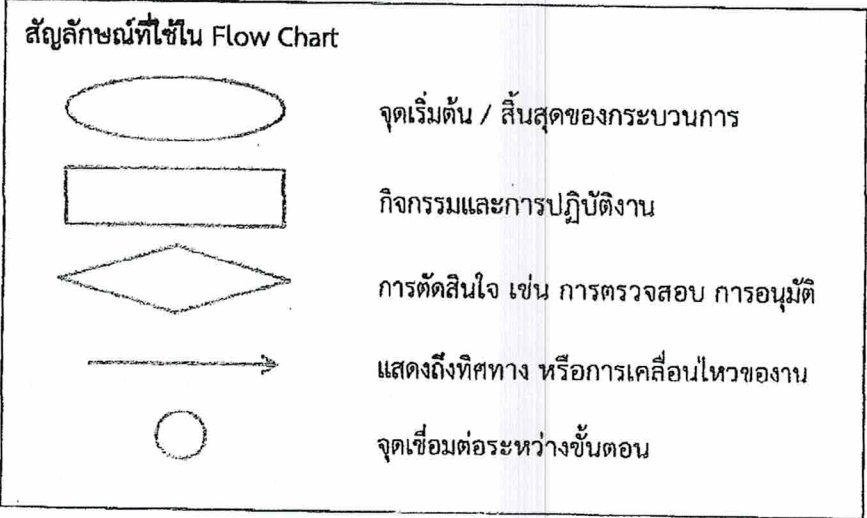 สัญลักษณ์ที่ใช้ใน Flow Chart
จุดเริ่มต้น / สิ้นสุดของกระบวนการ
กิจกรรมและการปฏิบัติงาน
การตัดสินใจ เช่น การตรวจสอบ การอนุมัติ
แสดงถึงทิศทาง หรือการเคลื่อนไหวของงาน
จุดเชื่อมต่อระหว่างขั้นตอน